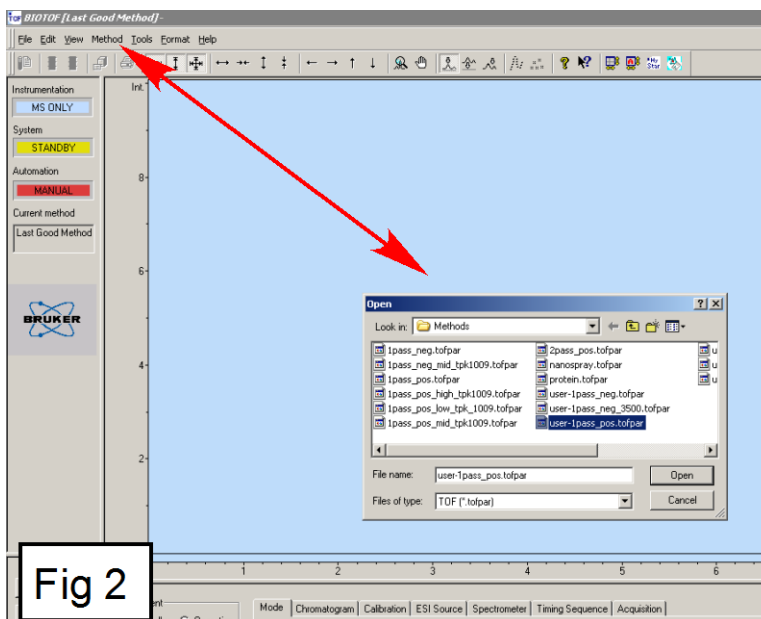 BIOTOF [Last Good Method] -
File Edit View Method Tools Format Help
Instrumentation
MS ONLY
System
STANDBY
Automation
MANUAL
Current method
Last Good Method
BRUKER
Int.
8
6
4
2
Open
Look in: Methods
1pass_neg.tofpar
1pass_neg_mid_tpk1009.tofpar
1pass_pos.tofpar
1pass_pos_high_tpk1009.tofpar
1pass_pos_low_tpk_1009.tofpar
1pass_pos_mid_tpk1009.tofpar
2pass_pos.tofpar
nanospray.tofpar
protein.tofpar
user-1pass_neg.tofpar
user-1pass_neg_3500.tofpar
user-1pass_pos.tofpar
u
u
File name: user-1pass_pos.tofpar Open
Files of type: TOF (*.tofpar) Cancel
1 2 3 4 5 6
Fig 2
Mode Chromatogram Calibration ESI Source Spectrometer Timing Sequence Acquisition